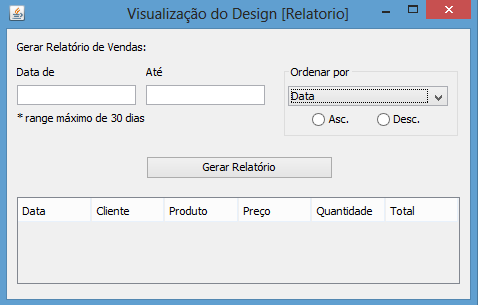 Visualização do Design [Relatorio]
Gerar Relatório de Vendas:
Data de
Até
Ordenar por
Data
* range máximo de 30 dias
Asc.
Desc.
Gerar Relatório
Data Cliente Produto Preço Quantidade Total